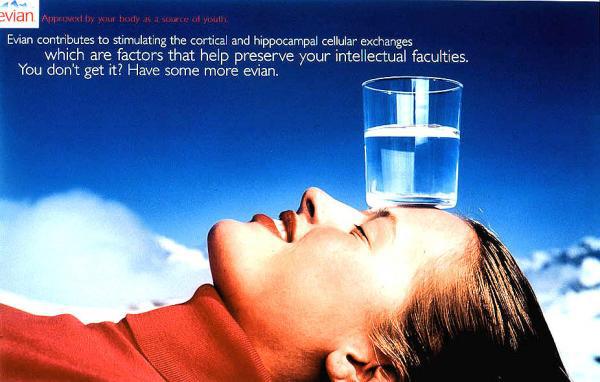 evian.
Approved by your body as a source of youth.
Evian contributes to stimulating the cortical and hippocampal cellular exchanges
which are factors that help preserve your intellectual faculties.
You don't get it? Have some more evian.